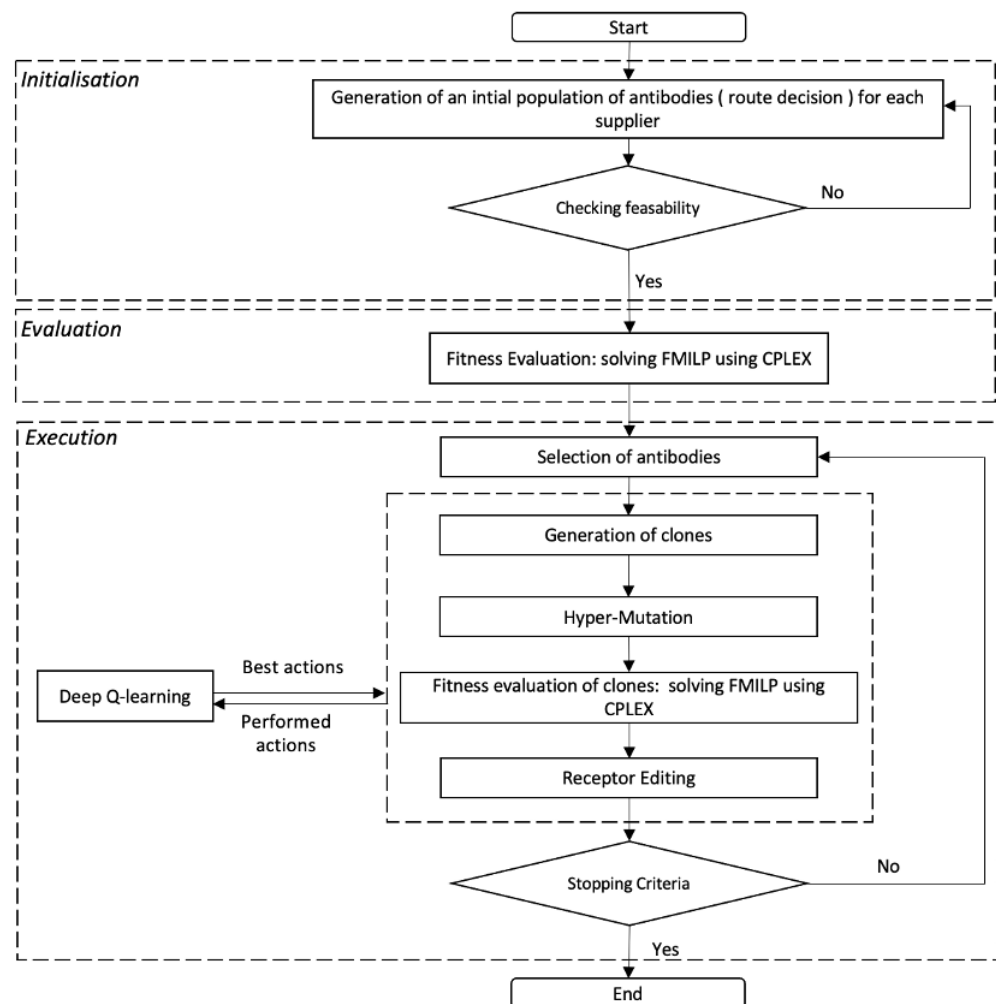 Start
Initialisation
Generation of an intial population of antibodies ( route decision ) for each
supplier
No
Checking feasability
Yes
Evaluation
Fitness Evaluation: solving FMILP using CPLEX
Execution
Selection of antibodies
Generation of clones
Hyper-Mutation
Best actions
Deep Q-learning
Fitness evaluation of clones:  solving FMILP using
CPLEX
Performed
actions
Receptor Editing
No
Stopping Criteria
Yes
End